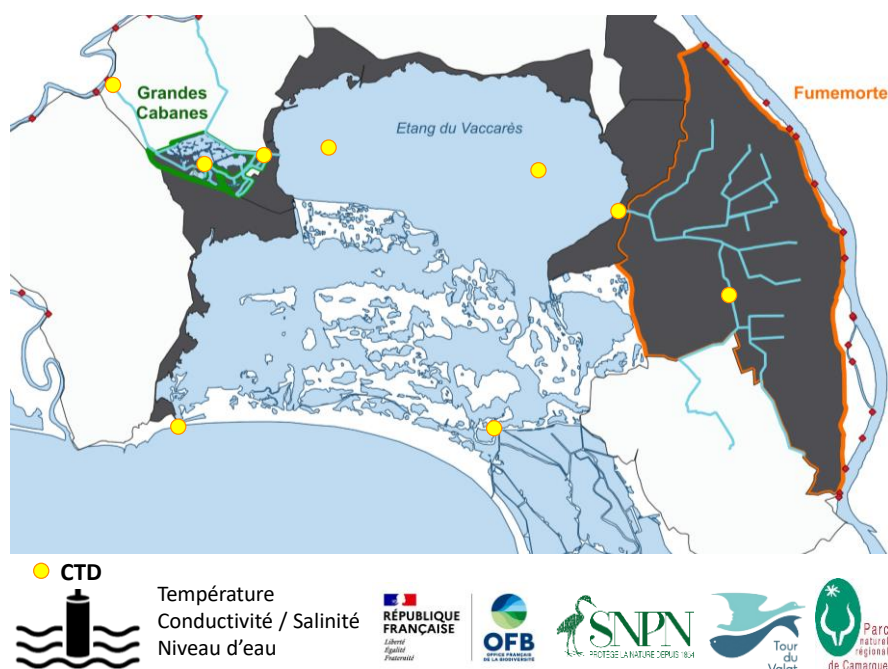 Grandes
Cabanes
Etang du Vaccarès
Fumemorte
CTD
Température
Conductivité / Salinité
Niveau d'eau
RÉPUBLIQUE
FRANÇAISE
Liberté
Égalité
Fraternité
OFB
OFFICE FRANÇAIS
DE LA BIODIVERSITÉ
SNPN
PROTÉGE LA NATURE DEPUIS 1854
Tour
du
Valat
Parc
naturel
régional
de Camargue